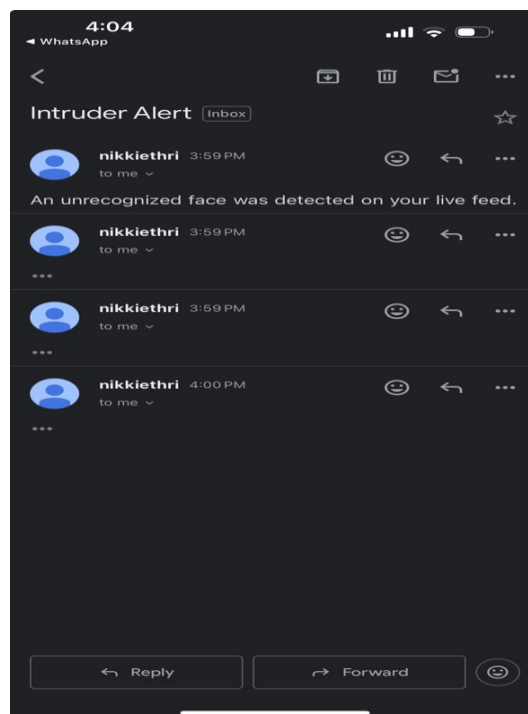 4:04
WhatsApp
Intruder Alert Inbox
nikkiethri 3:59 PM
to me
An unrecognized face was detected on your live feed.
nikkiethri 3:59 PM
to me
nikkiethri 3:59 PM
to me
nikkiethri 4:00 PM
to me
Reply
Forward